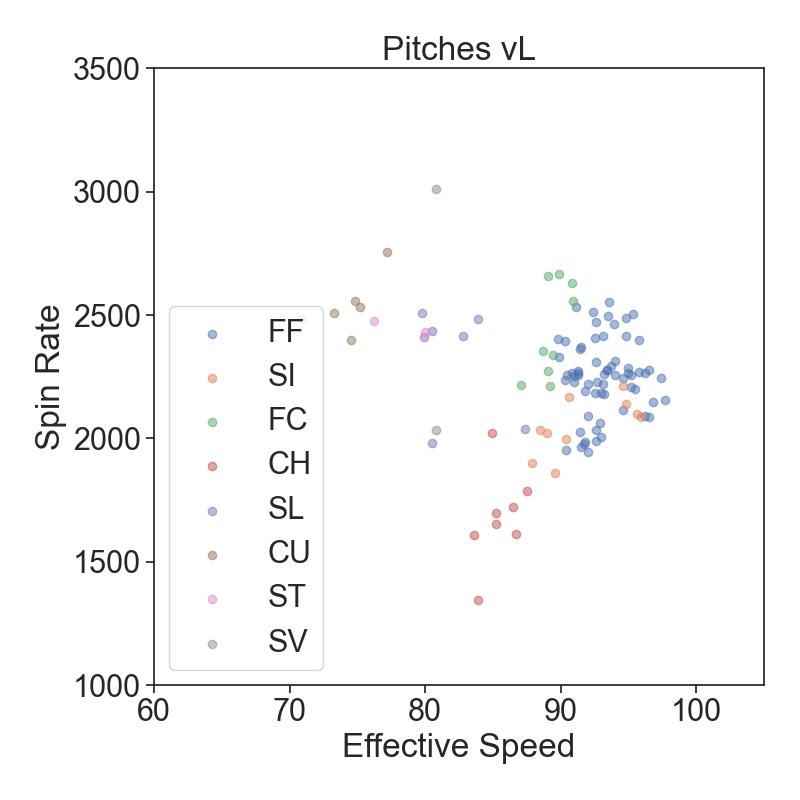 Pitches vL
3500
3000
2500
2000
1500
1000
Spin Rate
FF
SI
FC
CH
SL
CU
ST
SV
60 70 80 90 100
Effective Speed